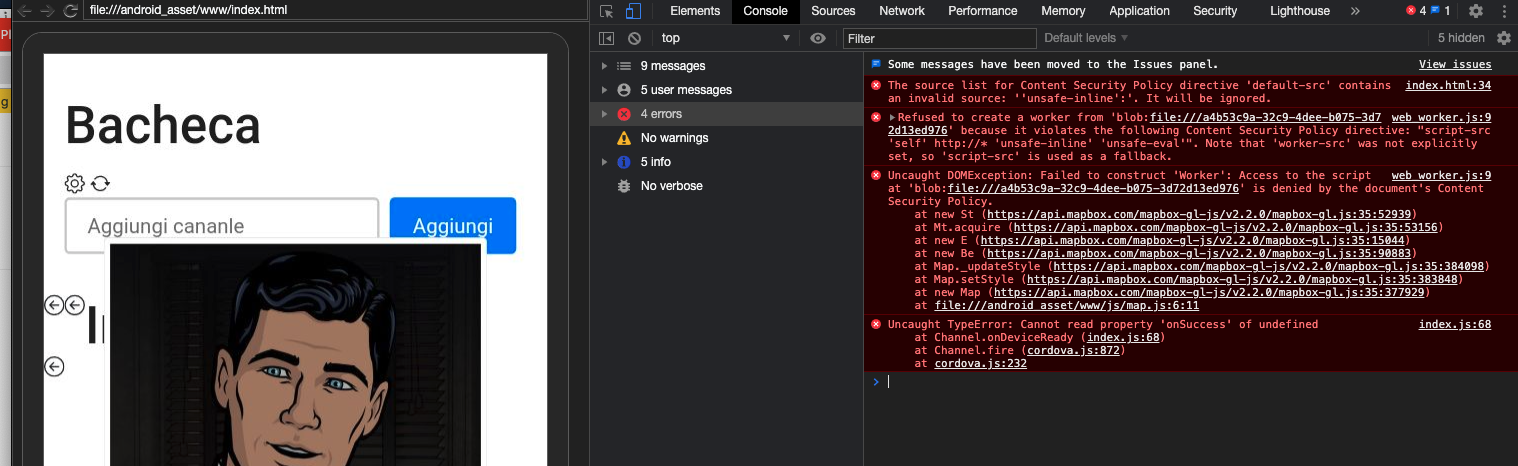 file:///android_asset/www/index.html
Bacheca
Aggiungi cananle
Aggiungi
Elements Console Sources Network Performance Memory Application Security Lighthouse » 4 1
top Filter Default levels 5 hidden
9 messages
5 user messages
4 errors
No warnings
5 info
No verbose
Some messages have been moved to the Issues panel. View issues
The source list for Content Security Policy directive 'default-src' contains index.html:34
an invalid source: ''unsafe-inline':'. It will be ignored.
Refused to create a worker from 'blob:file:///a4b53c9a-32c9-4dee-b075-3d7 web_worker.js:9
2d13ed976' because it violates the following Content Security Policy directive: "script-src
'self' http://* 'unsafe-inline' 'unsafe-eval'". Note that 'worker-src' was not explicitly
set, so 'script-src' is used as a fallback.
Uncaught DOMException: Failed to construct 'Worker': Access to the script web_worker.js:9
at 'blob:file:///a4b53c9a-32c9-4dee-b075-3d72d13ed976' is denied by the document's Content
Security Policy.
at new St (https://api.mapbox.com/mapbox-gl-js/v2.2.0/mapbox-gl.js:35:52939)
at Mt.acquire (https://api.mapbox.com/mapbox-gl-js/v2.2.0/mapbox-gl.js:35:53156)
at new E (https://api.mapbox.com/mapbox-gl-js/v2.2.0/mapbox-gl.js:35:15044)
at new Be (https://api.mapbox.com/mapbox-gl-js/v2.2.0/mapbox-gl.js:35:90883)
at Map._updateStyle (https://api.mapbox.com/mapbox-gl-js/v2.2.0/mapbox-gl.js:35:384098)
at Map.setStyle (https://api.mapbox.com/mapbox-gl-js/v2.2.0/mapbox-gl.js:35:383848)
at new Map (https://api.mapbox.com/mapbox-gl-js/v2.2.0/mapbox-gl.js:35:377929)
at file:///android_asset/www/js/map.js:6:11
Uncaught TypeError: Cannot read property 'onSuccess' of undefined index.js:68
at Channel.onDeviceReady (index.js:68)
at Channel.fire (cordova.js:872)
at cordova.js:232